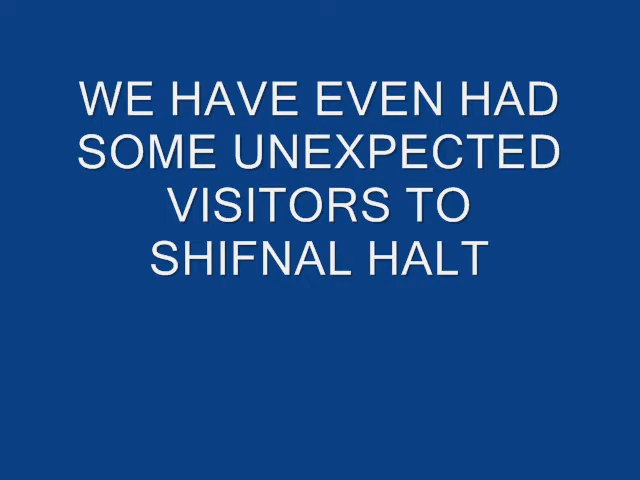 WE HAVE EVEN HAD
SOME UNEXPECTED
VISITORS TO
SHIFNAL HALT